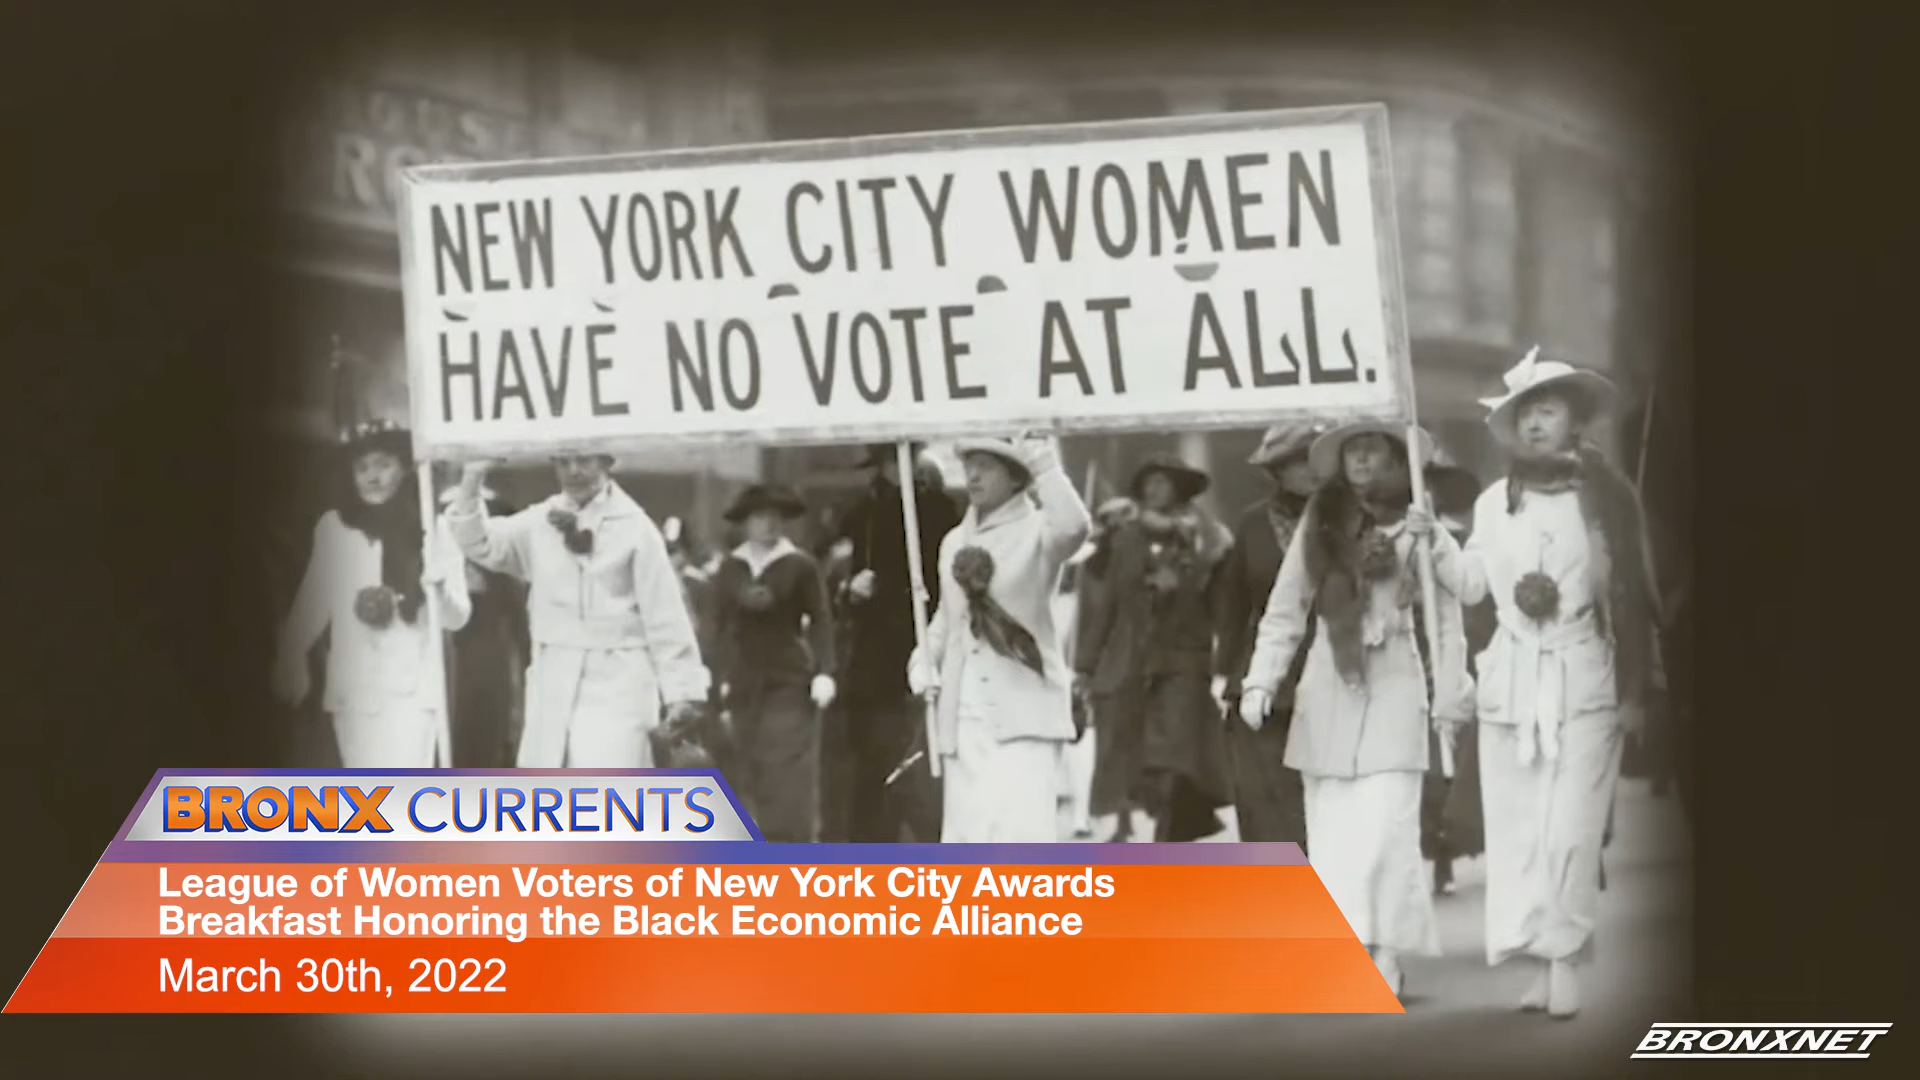 NEW YORK CITY WOMEN
HAVE NO VOTE AT ALL.
BRONX CURRENTS
League of Women Voters of New York City Awards
Breakfast Honoring the Black Economic Alliance
March 30th, 2022
BRONXNET